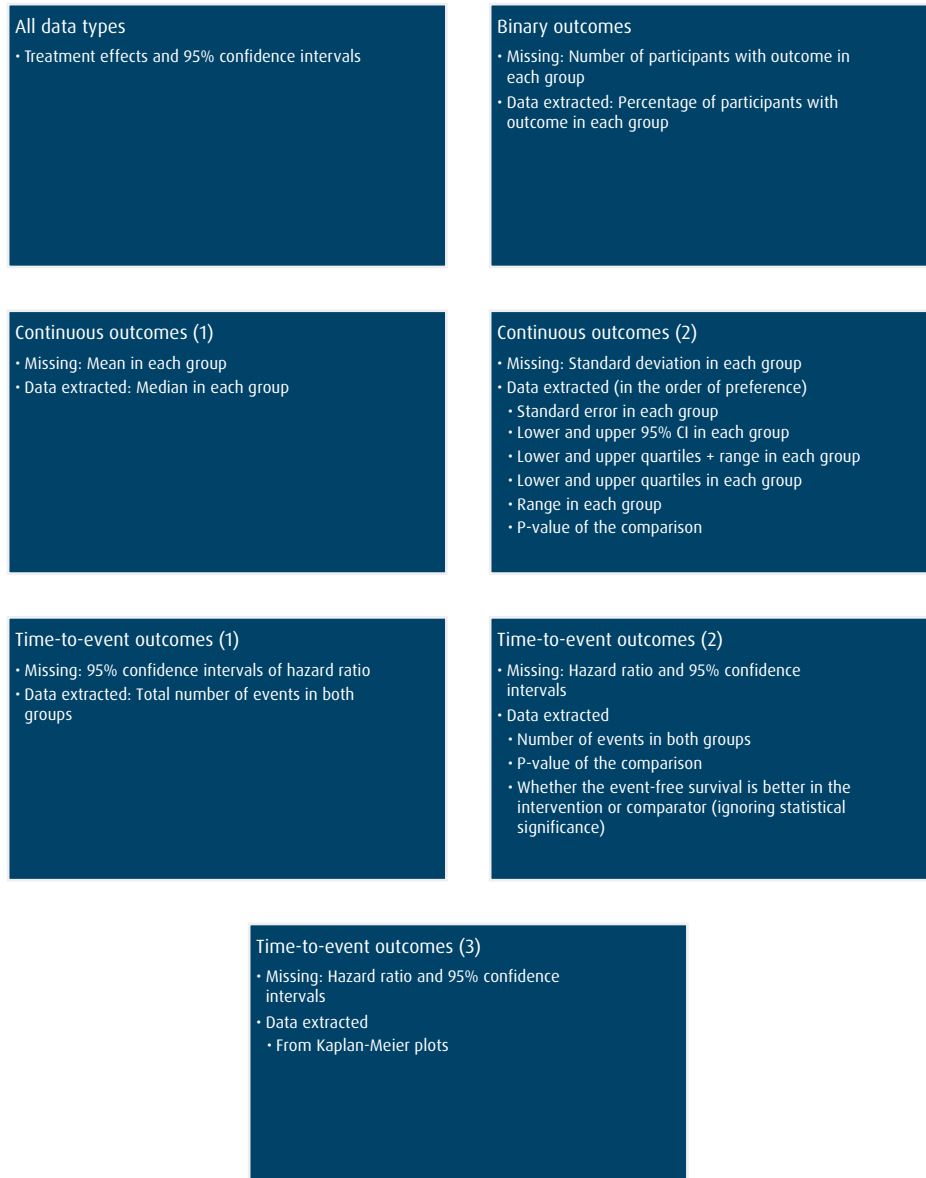 All data types
• Treatment effects and 95% confidence intervals
Binary outcomes
• Missing: Number of participants with outcome in
each group
• Data extracted: Percentage of participants with
outcome in each group
Continuous outcomes (1)
• Missing: Mean in each group
• Data extracted: Median in each group
Continuous outcomes (2)
• Missing: Standard deviation in each group
• Data extracted (in the order of preference)
• Standard error in each group
• Lower and upper 95% CI in each group
• Lower and upper quartiles + range in each group
• Lower and upper quartiles in each group
• Range in each group
• P-value of the comparison
Time-to-event outcomes (1)
• Missing: 95% confidence intervals of hazard ratio
• Data extracted: Total number of events in both
groups
Time-to-event outcomes (2)
• Missing: Hazard ratio and 95% confidence
intervals
• Data extracted
• Number of events in both groups
• P-value of the comparison
• Whether the event-free survival is better in the
intervention or comparator (ignoring statistical
significance)
Time-to-event outcomes (3)
• Missing: Hazard ratio and 95% confidence
intervals
• Data extracted
• From Kaplan-Meier plots